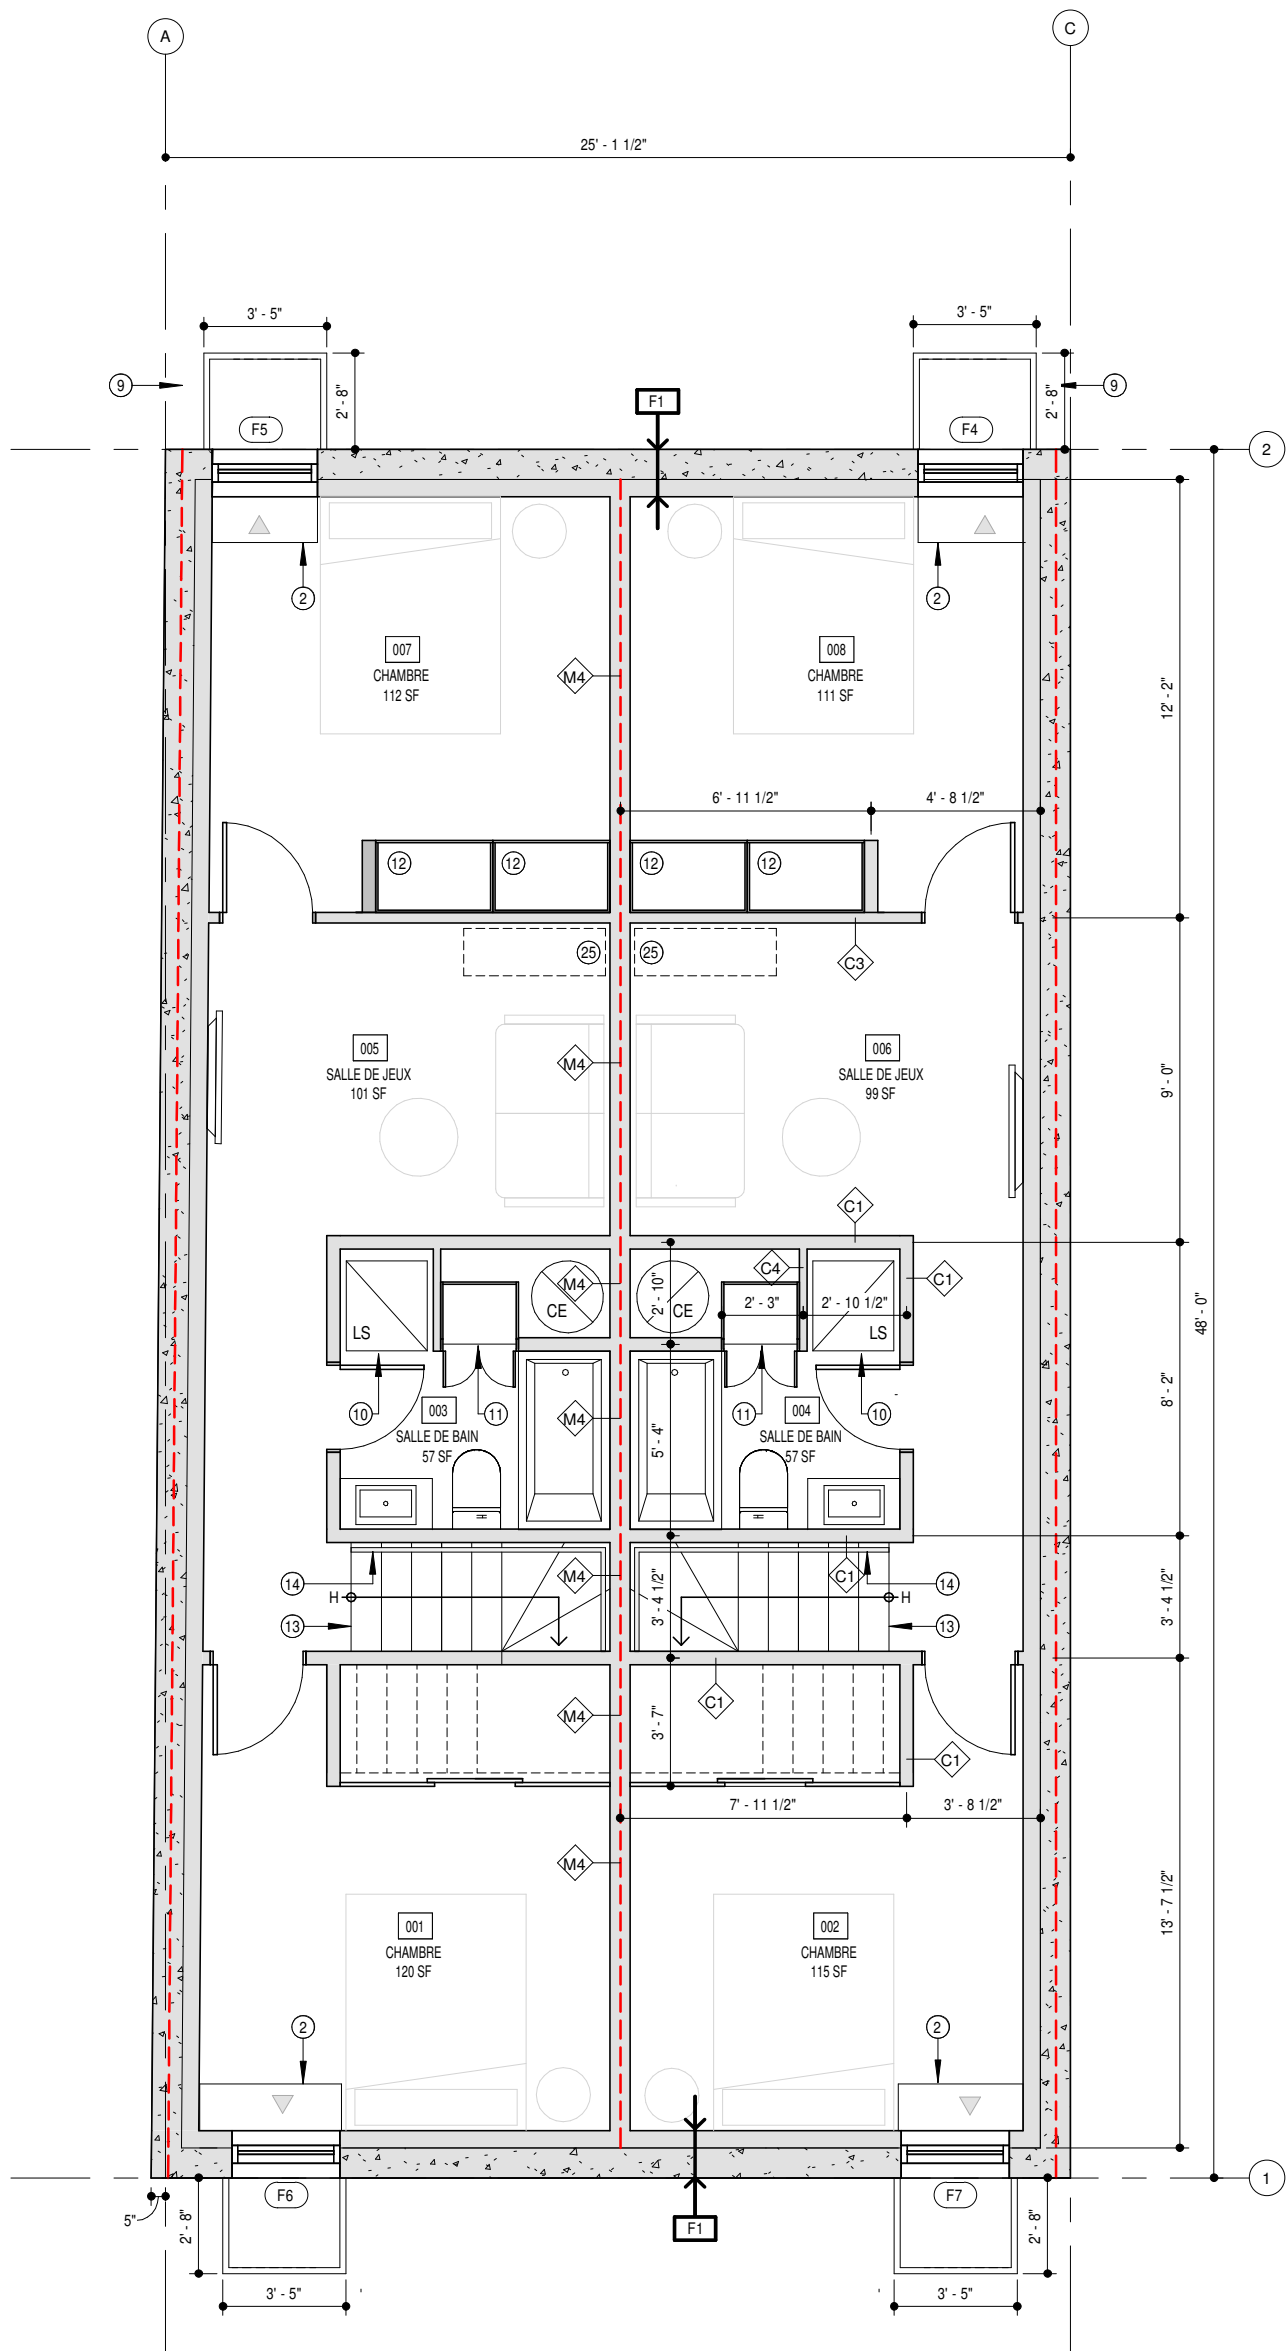 A
C
25' - 1 1/2"
3' - 5"
3' - 5"
9
2' - 8"
F1
2' - 8"
9
F5
F4
2
2
2
007
CHAMBRE
112 SF
M4
008
CHAMBRE
111 SF
12' - 2"
6' - 11 1/2"
4' - 8 1/2"
12
12
12
12
25
25
C3
005
SALLE DE JEUX
101 SF
M4
006
SALLE DE JEUX
99 SF
9' - 0"
C1
C4
C1
M4
CE
2' - 10"
CE
2' - 3"
2' - 10 1/2"
LS
LS
48' - 0"
10
11
003
SALLE DE BAIN
57 SF
M4
5' - 4"
11
004
SALLE DE BAIN
57 SF
10
8' - 2"
14
M4
C1
14
H
H
3' - 4 1/2"
3' - 4 1/2"
13
13
M4
3' - 7"
C1
C1
7' - 11 1/2"
3' - 8 1/2"
M4
001
CHAMBRE
120 SF
002
CHAMBRE
115 SF
13' - 7 1/2"
2
2
1
F6
F7
5"
2' - 8"
F1
2' - 8"
3' - 5"
3' - 5"